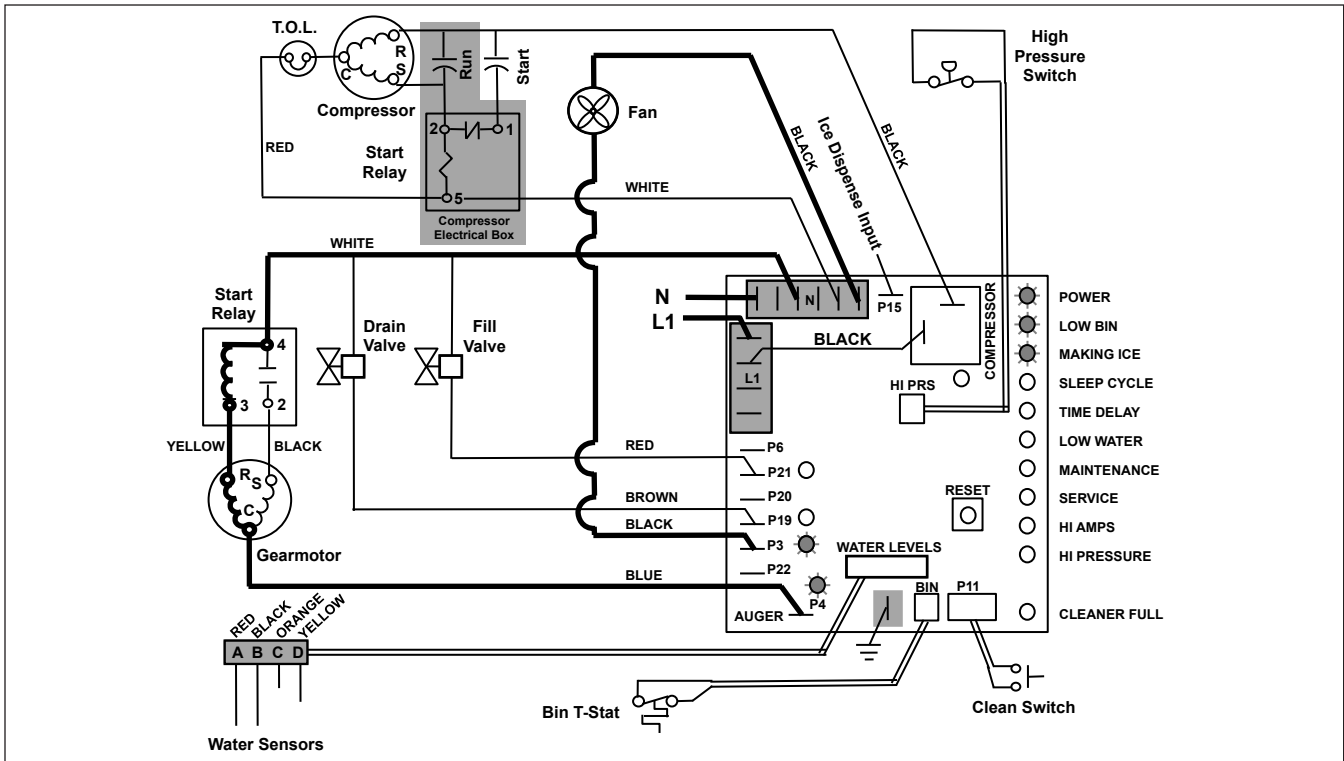 T.O.L.
R
S
C
Compressor
Run
Start
RED
2
1
Start
Relay
5
Compressor
Electrical Box
Fan
BLACK
Ice Dispense Input
BLACK
High
Pressure
Switch
WHITE
WHITE
Start
Relay
4
3
2
YELLOW
BLACK
R
S
C
Gearmotor
Drain
Valve
Fill
Valve
N
L1
N
P15
BLACK
L1
COMPRESSOR
HI PRS
RED
P6
P21
BROWN
P20
P19
BLACK
P3
P22
BLUE
P4
AUGER
WATER LEVELS
RESET
BIN
P11
POWER
LOW BIN
MAKING ICE
SLEEP CYCLE
TIME DELAY
LOW WATER
MAINTENANCE
SERVICE
HI AMPS
HI PRESSURE
CLEANER FULL
RED
BLACK
ORANGE
YELLOW
A B C D
Water Sensors
Bin T-Stat
Clean Switch